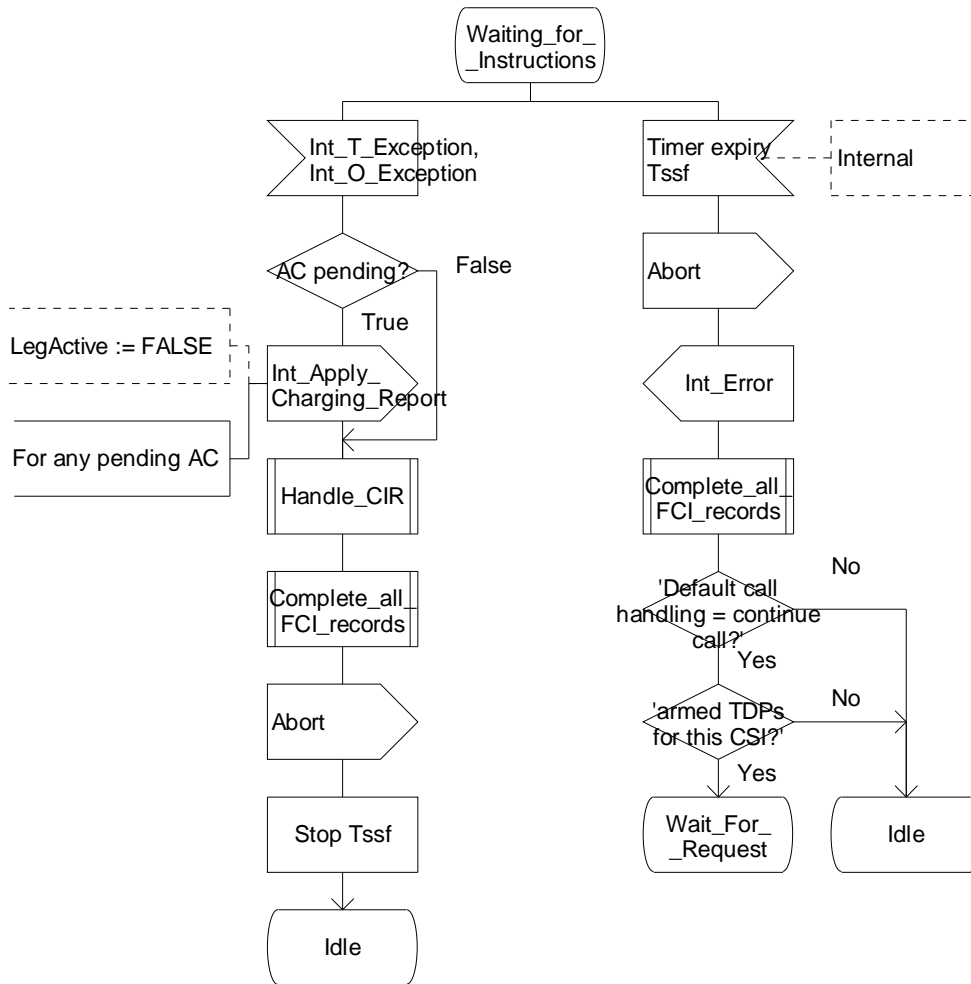 Waiting_for_
_Instructions
Int_T_Exception,
Int_O_Exception
Timer expiry
Tssf
Internal
AC pending?
False
True
Abort
LegActive := FALSE
Int_Apply_
Charging_Report
Int_Error
For any pending AC
Handle_CIR
Complete_all_
FCI_records
No
Complete_all_
FCI_records
'Default call
handling = continue
call?'
Yes
Abort
'armed TDPs
for this CSI?'
No
Yes
Stop Tssf
Wait_For_
_Request
Idle
Idle